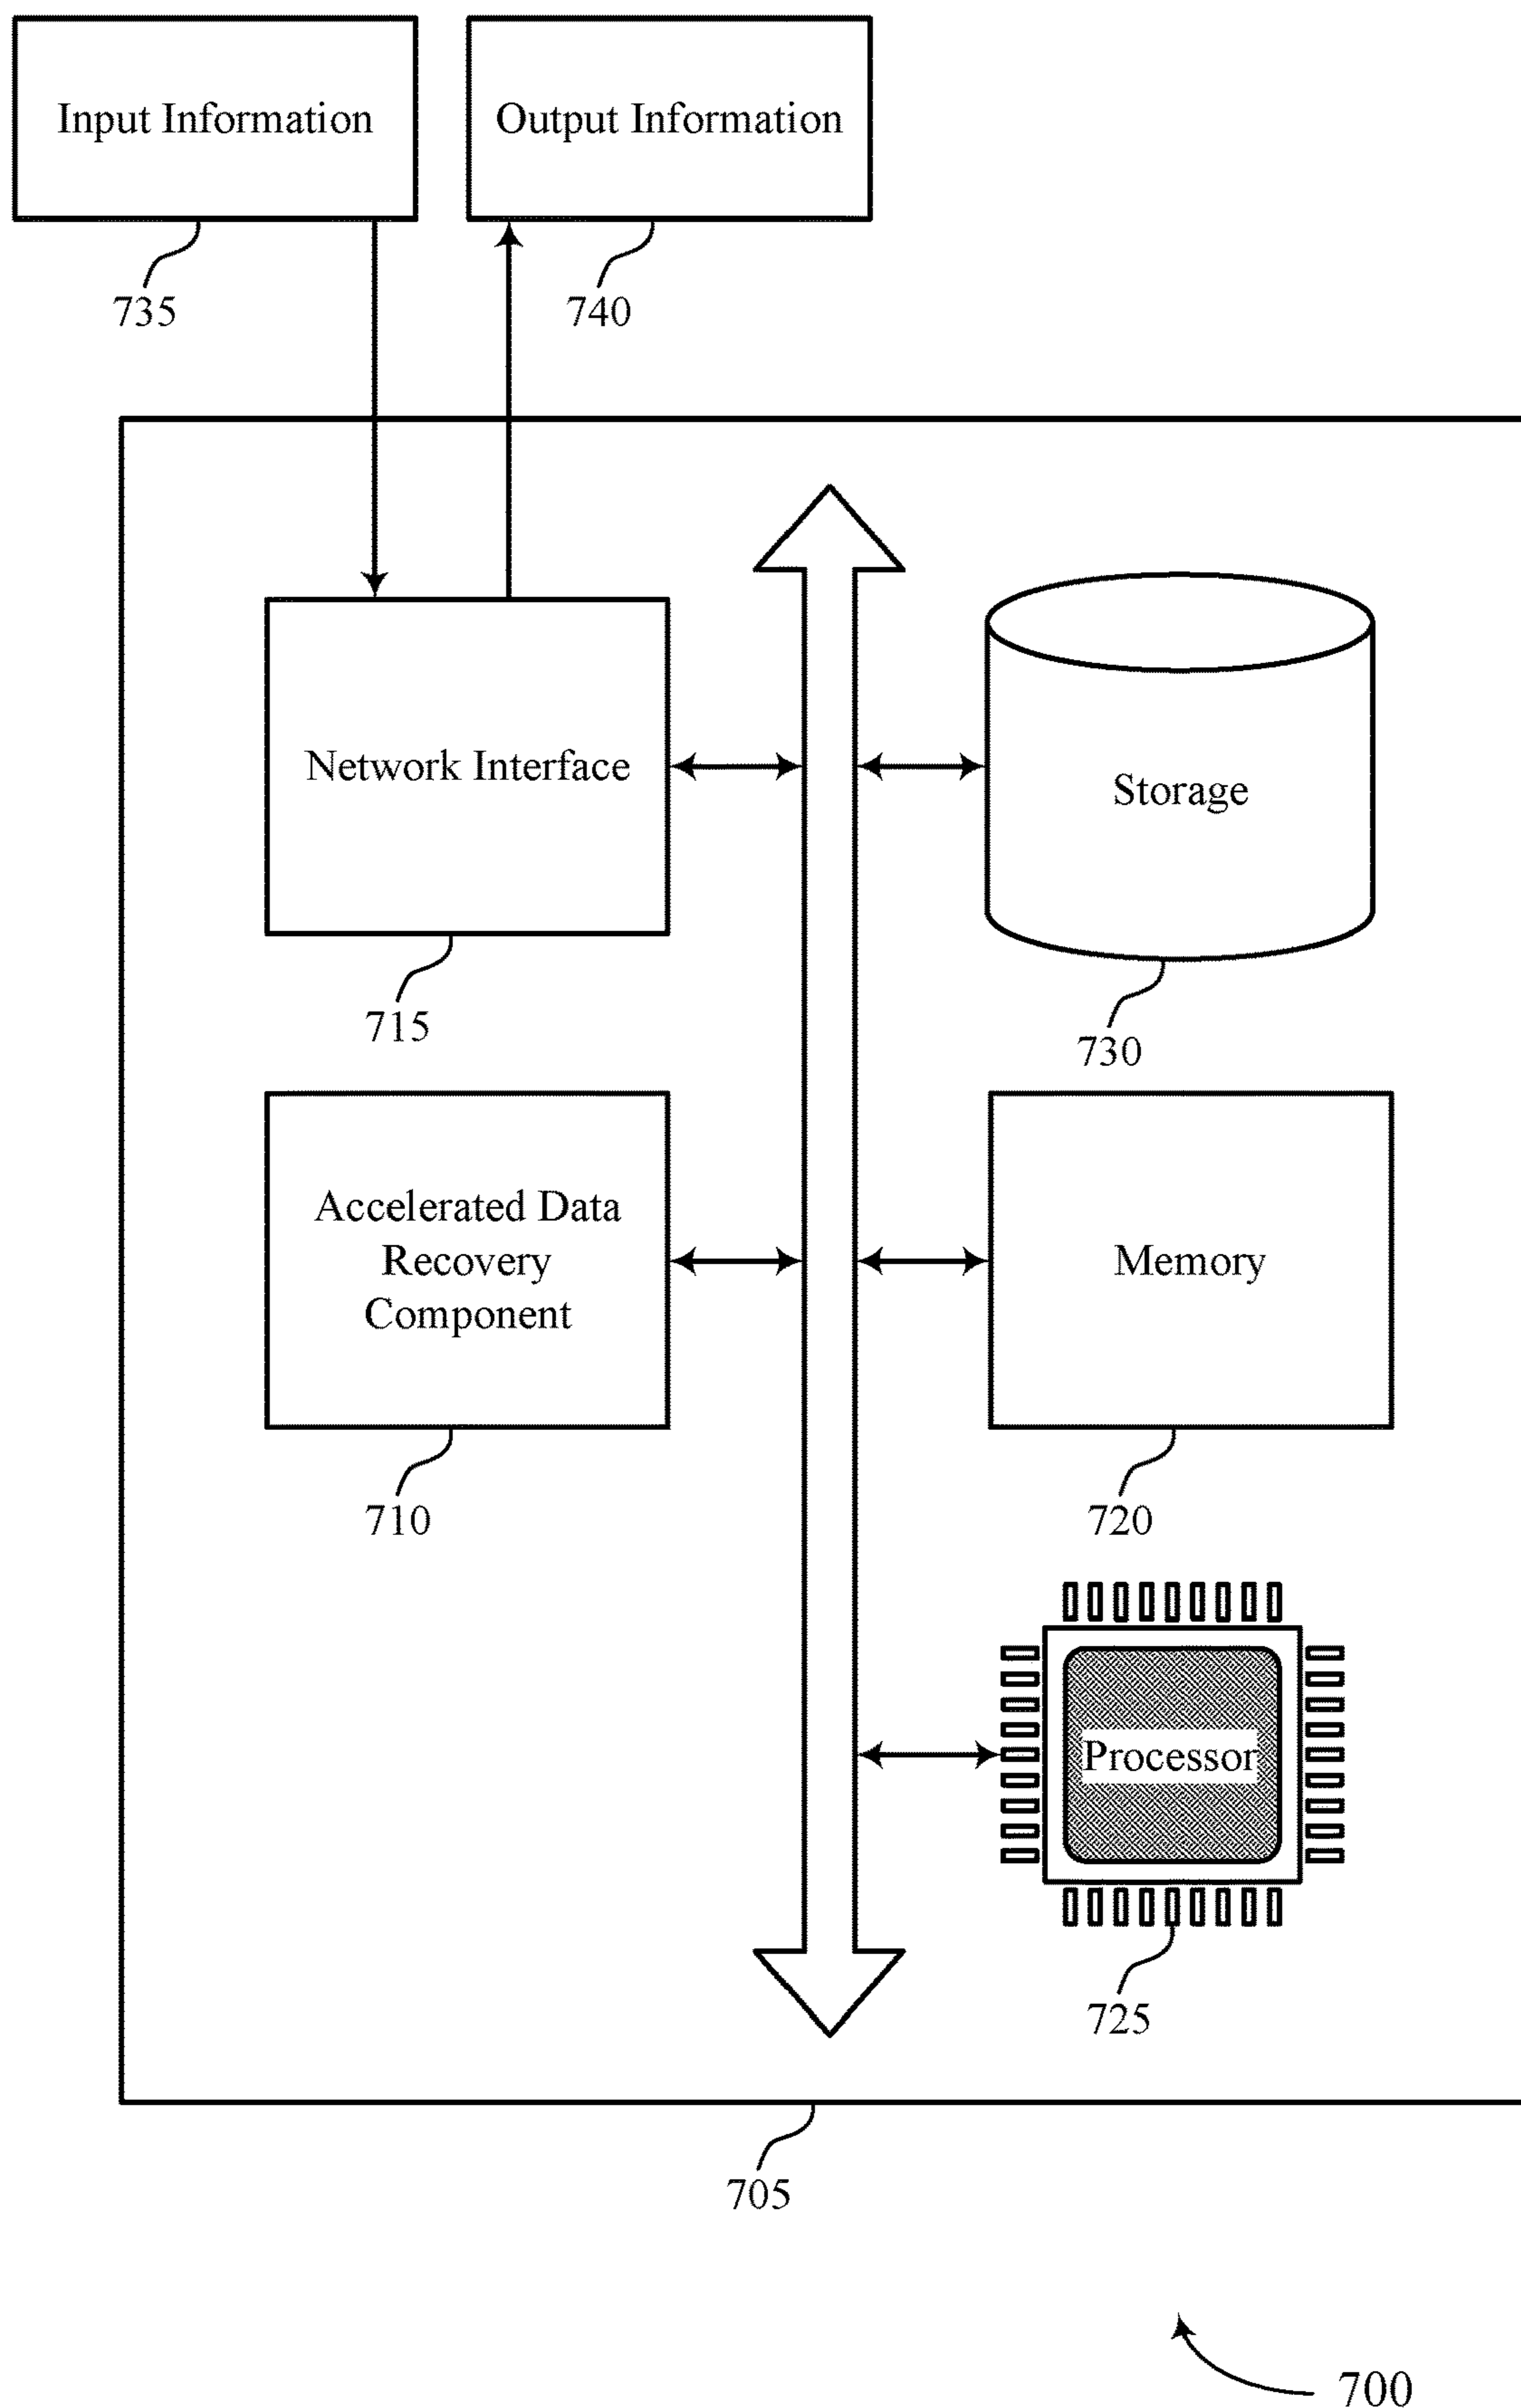 Input Information
Output Information
735
740
Network Interface
Storage
715
730
Accelerated Data
Recovery
Component
Memory
710
720
Processor
725
705
700